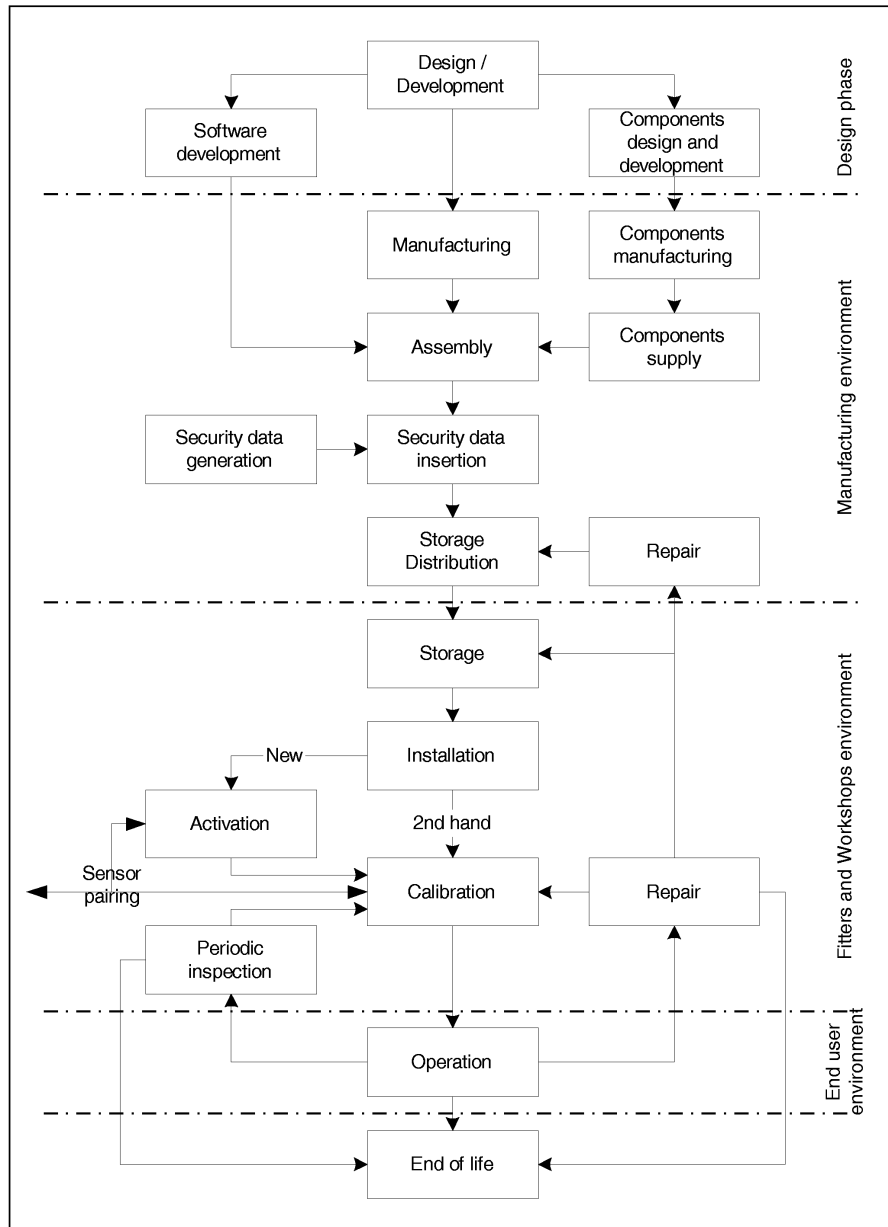 Design /
Development
Software
development
Components
design and
development
Design phase
Manufacturing
Components
manufacturing
Assembly
Components
supply
Manufacturing environment
Security data
generation
Security data
insertion
Storage
Distribution
Repair
Storage
Installation
New
Activation
2nd hand
Sensor
pairing
Calibration
Repair
Fitters and Workshops environment
Periodic
inspection
Operation
End user
environment
End of life